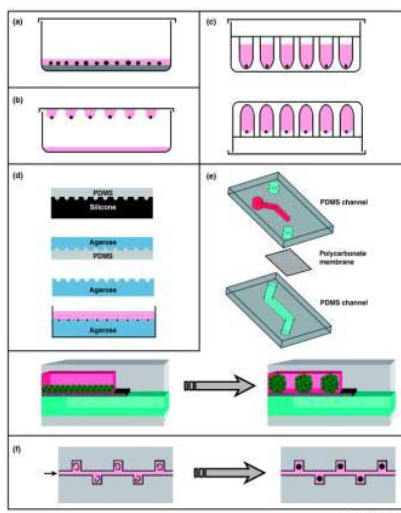 (a)
(b)
(c)
(d)
PDMS
Silicone
Agarose
PDMS
Agarose
Agarose
(e)
PDMS channel
Polycarbonate
membrane
PDMS channel
(f)